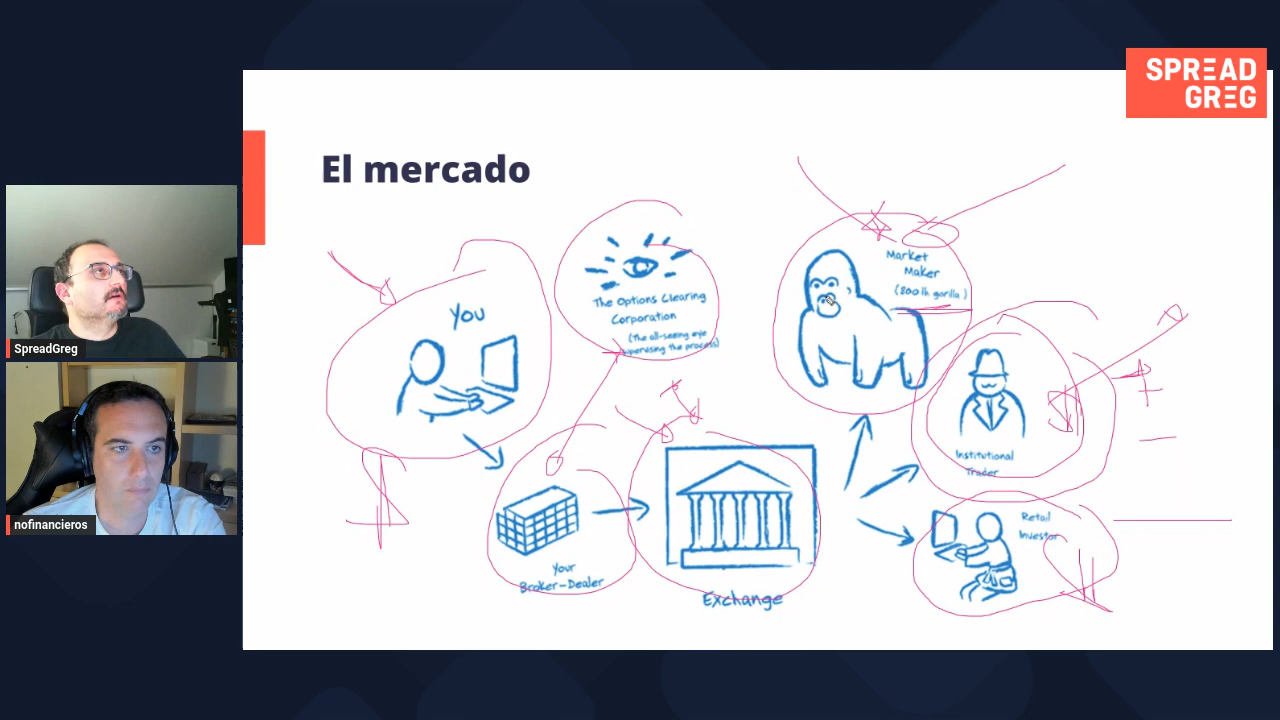 SPREAD
GREG
El mercado
You
The Options Clearing
Corporation
(The all-seeing eye
supervising the process)
Market
Maker
(800 lb gorilla)
Institutional
Trader
Your
Broker-Dealer
Exchange
Retail
Investor
SpreadGreg
nofinancieros